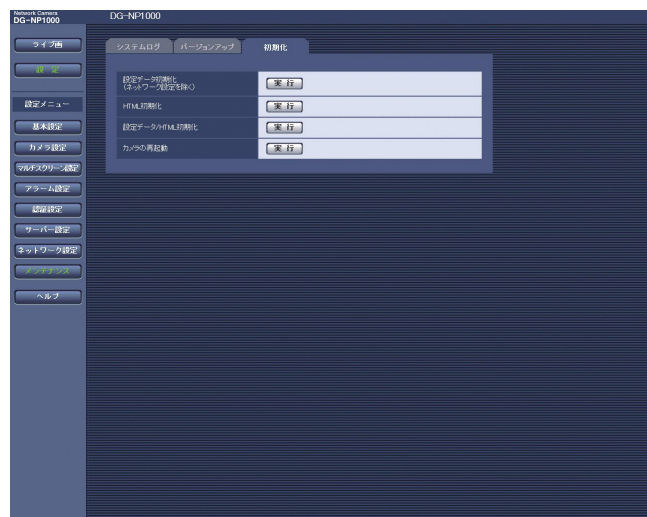 Network Camera
DG-NP1000
DG-NP1000
ライブ画
設 定
設定メニュー
基本設定
カメラ設定
マルチスクリーン設定
アラーム設定
認証設定
サーバー設定
ネットワーク設定
メンテナンス
ヘルプ
システムログ バージョンアップ 初期化
設定データ初期化
(ネットワーク設定を除く) 実 行
HTML初期化 実 行
設定データ/HTML初期化 実 行
カメラの再起動 実 行